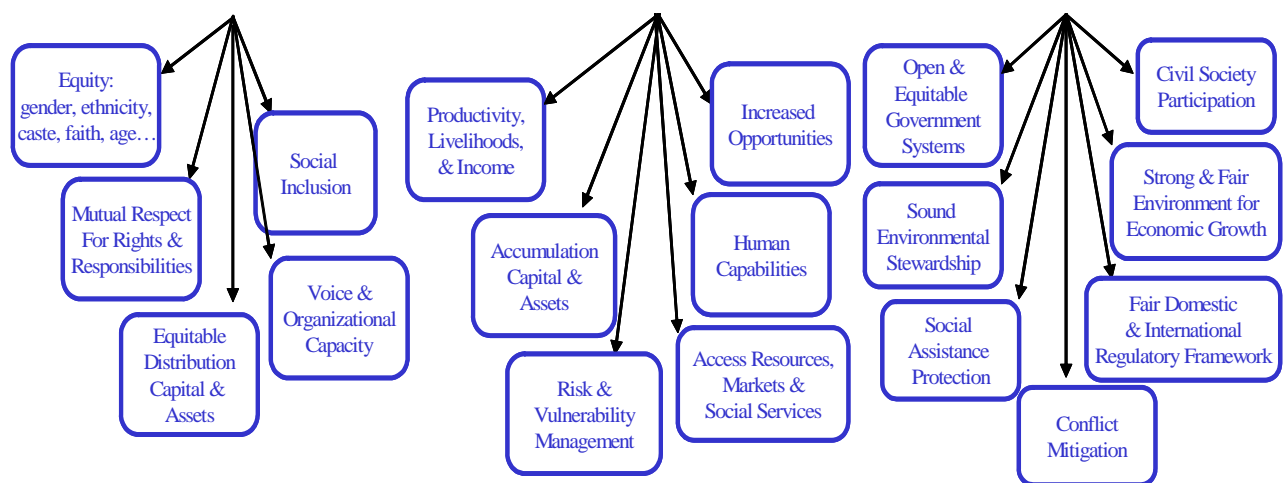 Equity:
gender, ethnicity,
caste, faith, age…
Social
Inclusion
Mutual Respect
For Rights &
Responsibilities
Voice &
Organizational
Capacity
Equitable
Distribution
Capital &
Assets
Productivity,
Livelihoods,
& Income
Increased
Opportunities
Accumulation
Capital &
Assets
Human
Capabilities
Risk &
Vulnerability
Management
Access Resources,
Markets &
Social Services
Open &
Equitable
Government
Systems
Civil Society
Participation
Sound
Environmental
Stewardship
Strong & Fair
Environment for
Economic Growth
Social
Assistance
Protection
Fair Domestic
& International
Regulatory Framework
Conflict
Mitigation